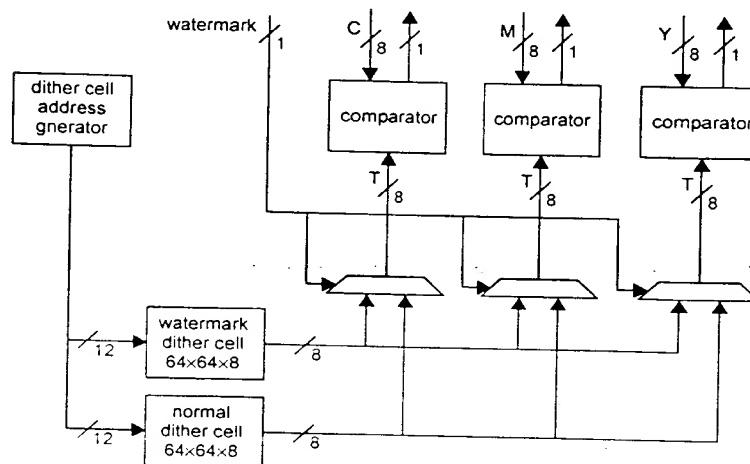 watermark
1
C
8
1
M
8
1
Y
8
1
dither cell
address
gnerator
comparator
comparator
comparator
T
8
T
8
T
8
12
watermark
dither cell
64×64×8
8
12
normal
dither cell
64×64×8
8